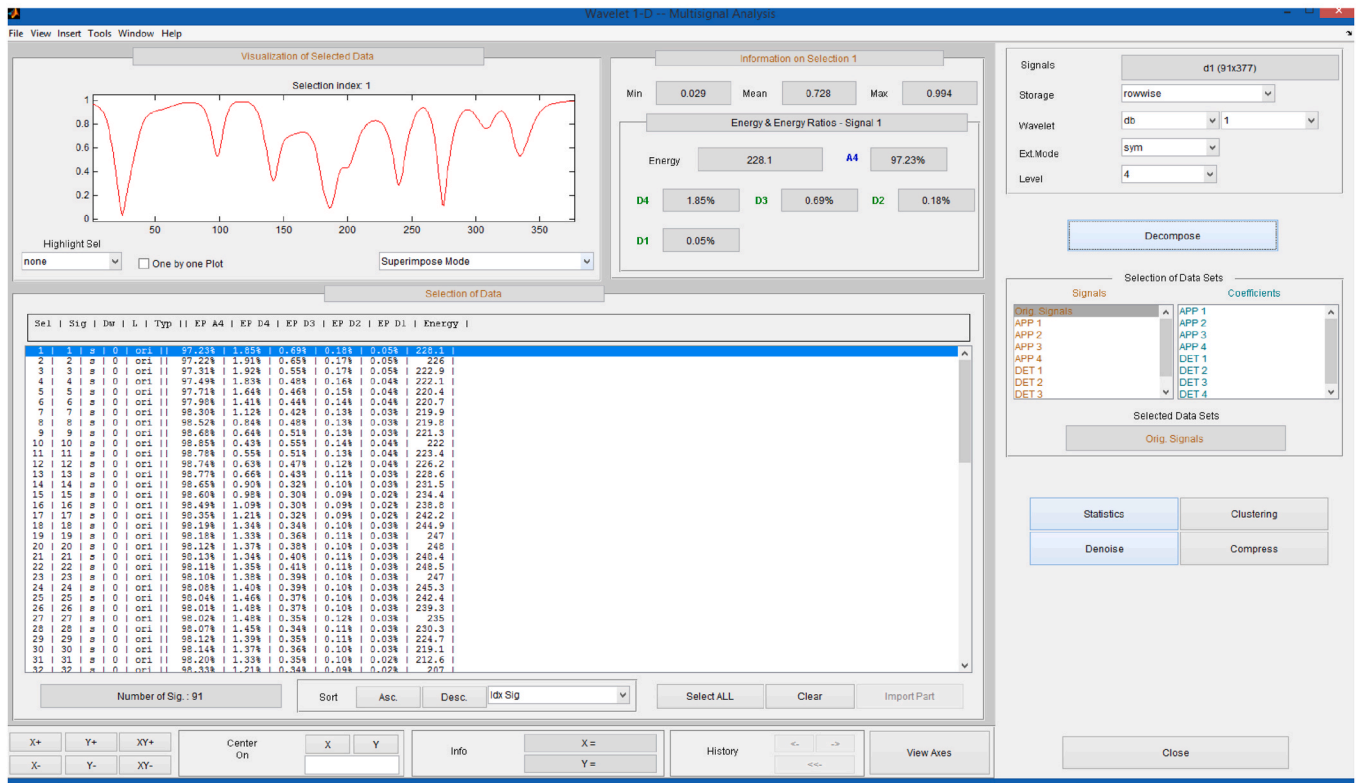 Wavelet 1-D -- Multisignal Analysis
File View Insert Tools Window Help
Visualization of Selected Data
Selection Index: 1
1
0.8
0.6
0.4
0.2
0
50 100 150 200 250 300 350
Highlight Sel
none
One by one Plot
Superimpose Mode
Information on Selection 1
Min 0.029 Mean 0.728 Max 0.994
Energy & Energy Ratios - Signal 1
Energy 228.1 A4 97.23%
D4 1.85% D3 0.69% D2 0.18%
D1 0.05%
Selection of Data
Sel | Sig | Dw | L | Typ || EP A4 | EP D4 | EP D3 | EP D2 | EP D1 | Energy |
1 | 1 | s | 0 | ori || 97.23% | 1.85% | 0.69% | 0.18% | 0.05% | 228.1 |
2 | 2 | s | 0 | ori || 97.22% | 1.91% | 0.65% | 0.17% | 0.05% | 226 |
3 | 3 | s | 0 | ori || 97.31% | 1.92% | 0.55% | 0.17% | 0.05% | 222.9 |
4 | 4 | s | 0 | ori || 97.49% | 1.83% | 0.48% | 0.16% | 0.04% | 222.1 |
5 | 5 | s | 0 | ori || 97.71% | 1.64% | 0.46% | 0.15% | 0.04% | 220.4 |
6 | 6 | s | 0 | ori || 97.98% | 1.41% | 0.44% | 0.14% | 0.04% | 220.7 |
7 | 7 | s | 0 | ori || 98.30% | 1.12% | 0.42% | 0.13% | 0.03% | 219.9 |
8 | 8 | s | 0 | ori || 98.52% | 0.84% | 0.48% | 0.13% | 0.03% | 219.8 |
9 | 9 | s | 0 | ori || 98.68% | 0.64% | 0.51% | 0.13% | 0.03% | 221.3 |
10 | 10 | s | 0 | ori || 98.85% | 0.43% | 0.55% | 0.14% | 0.04% | 222 |
11 | 11 | s | 0 | ori || 98.78% | 0.55% | 0.51% | 0.13% | 0.04% | 223.4 |
12 | 12 | s | 0 | ori || 98.74% | 0.63% | 0.47% | 0.12% | 0.04% | 226.2 |
13 | 13 | s | 0 | ori || 98.77% | 0.66% | 0.43% | 0.11% | 0.03% | 228.6 |
14 | 14 | s | 0 | ori || 98.65% | 0.90% | 0.32% | 0.10% | 0.03% | 231.5 |
15 | 15 | s | 0 | ori || 98.60% | 0.98% | 0.30% | 0.09% | 0.02% | 234.4 |
16 | 16 | s | 0 | ori || 98.49% | 1.09% | 0.30% | 0.09% | 0.02% | 238.8 |
17 | 17 | s | 0 | ori || 98.35% | 1.21% | 0.32% | 0.09% | 0.02% | 242.2 |
18 | 18 | s | 0 | ori || 98.19% | 1.34% | 0.34% | 0.10% | 0.03% | 244.9 |
19 | 19 | s | 0 | ori || 98.18% | 1.33% | 0.36% | 0.11% | 0.03% | 247 |
20 | 20 | s | 0 | ori || 98.12% | 1.37% | 0.38% | 0.10% | 0.03% | 248 |
21 | 21 | s | 0 | ori || 98.13% | 1.34% | 0.40% | 0.11% | 0.03% | 248.4 |
22 | 22 | s | 0 | ori || 98.11% | 1.35% | 0.41% | 0.11% | 0.03% | 248.5 |
23 | 23 | s | 0 | ori || 98.10% | 1.38% | 0.39% | 0.10% | 0.03% | 247 |
24 | 24 | s | 0 | ori || 98.08% | 1.40% | 0.39% | 0.10% | 0.03% | 245.3 |
25 | 25 | s | 0 | ori || 98.04% | 1.46% | 0.37% | 0.10% | 0.03% | 242.4 |
26 | 26 | s | 0 | ori || 98.01% | 1.48% | 0.37% | 0.10% | 0.03% | 239.3 |
27 | 27 | s | 0 | ori || 98.02% | 1.48% | 0.35% | 0.12% | 0.03% | 235 |
28 | 28 | s | 0 | ori || 98.07% | 1.45% | 0.34% | 0.11% | 0.03% | 230.3 |
29 | 29 | s | 0 | ori || 98.12% | 1.39% | 0.35% | 0.11% | 0.03% | 224.7 |
30 | 30 | s | 0 | ori || 98.14% | 1.37% | 0.36% | 0.10% | 0.03% | 219.1 |
31 | 31 | s | 0 | ori || 98.20% | 1.33% | 0.35% | 0.10% | 0.02% | 212.6 |
32 | 32 | s | 0 | ori || 98.33% | 1.21% | 0.34% | 0.09% | 0.02% | 207 |
Number of Sig. : 91
Sort Asc. Desc. Idx Sig
Select ALL Clear Import Part
X+ Y+ XY+
X- Y- XY-
Center On X Y
Info X = Y =
History <- -> <<-
View Axes
Signals d1 (91x377)
Storage rowwise
Wavelet db 1
Ext.Mode sym
Level 4
Decompose
Selection of Data Sets
Signals
Orig. Signals
APP 1
APP 2
APP 3
APP 4
DET 1
DET 2
DET 3
Coefficients
APP 1
APP 2
APP 3
APP 4
DET 1
DET 2
DET 3
DET 4
Selected Data Sets
Orig. Signals
Statistics Clustering
Denoise Compress
Close